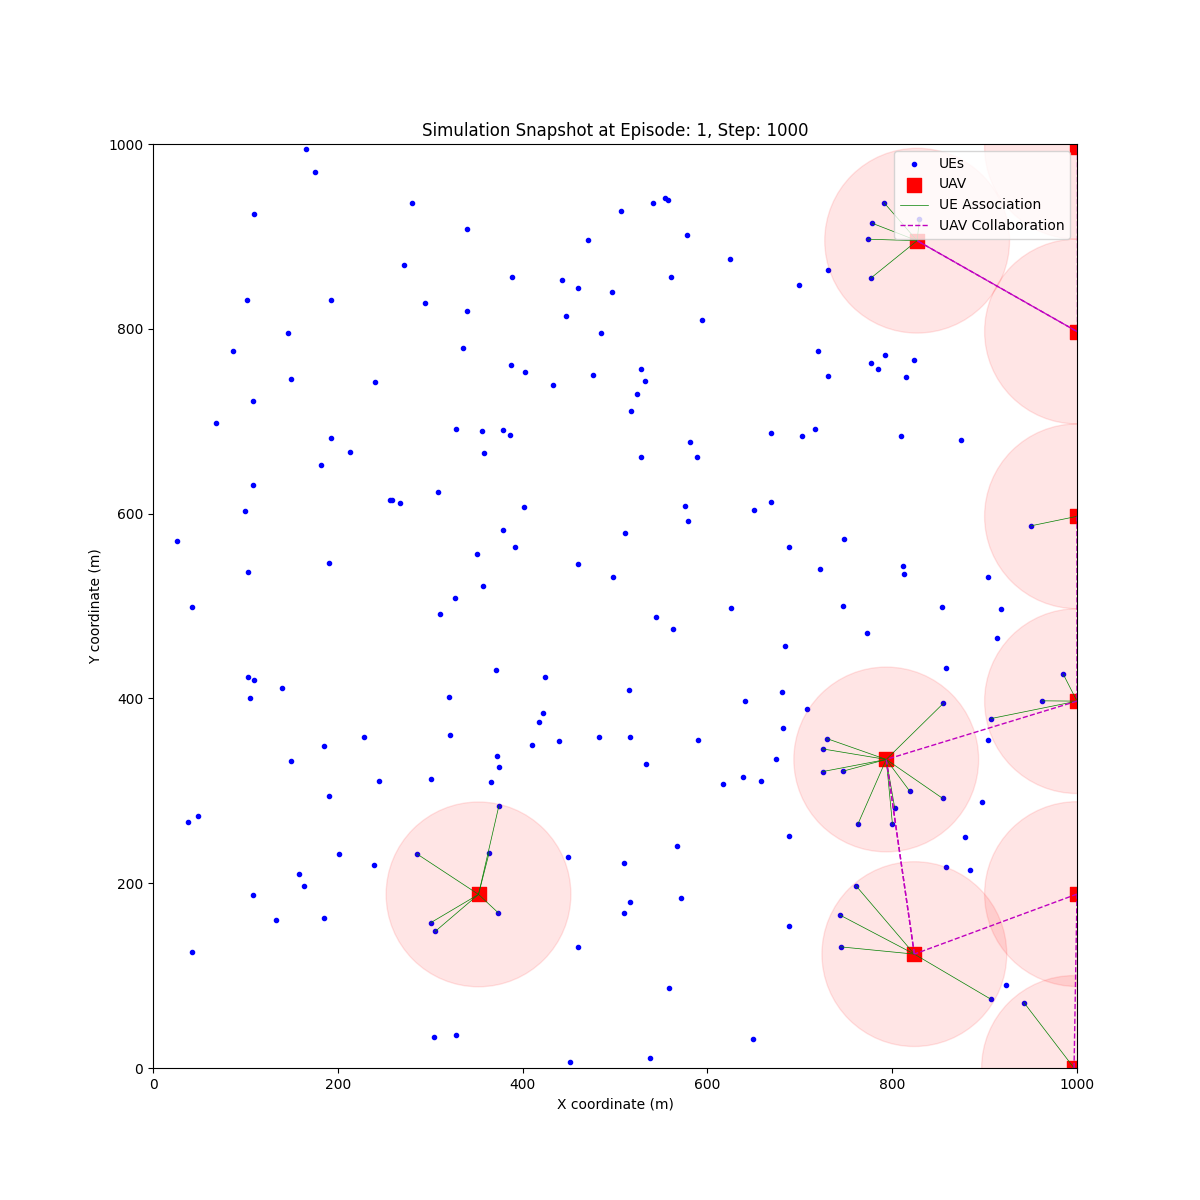 Simulation Snapshot at Episode: 1, Step: 1000
UEs
UAV
UE Association
UAV Collaboration
1000
800
600
400
200
0
Y coordinate (m)
0 200 400 600 800 1000
X coordinate (m)